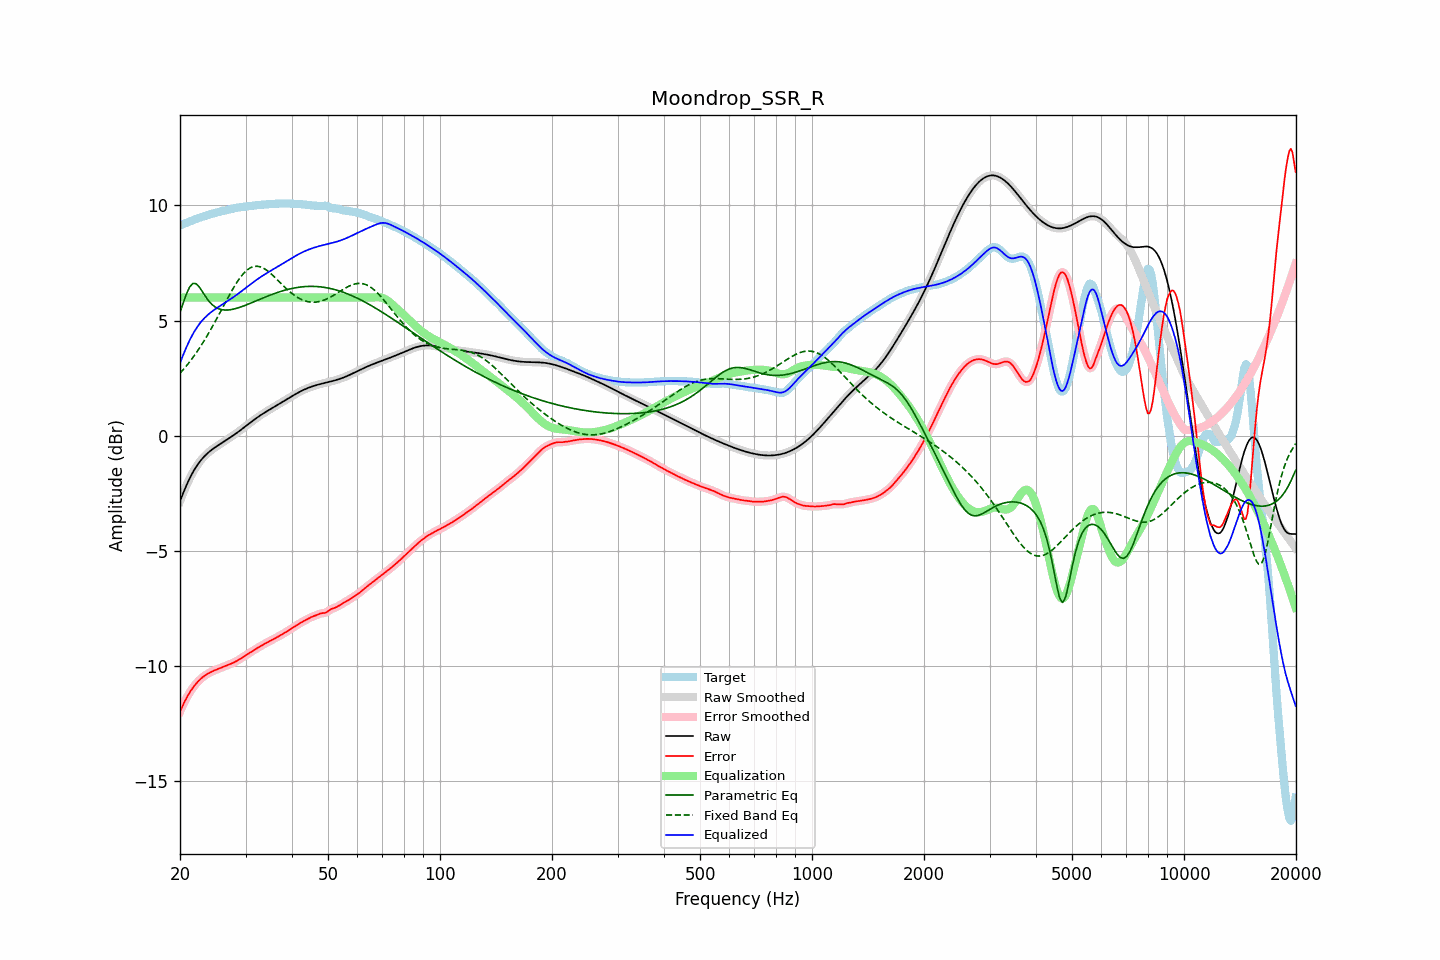 Moondrop_SSR_R
Amplitude (dBr)
10
5
0
−5
−10
−15
Target
Raw Smoothed
Error Smoothed
Raw
Error
Equalization
Parametric Eq
Fixed Band Eq
Equalized
20 50 100 200 500 1000 2000 5000 10000 20000
Frequency (Hz)